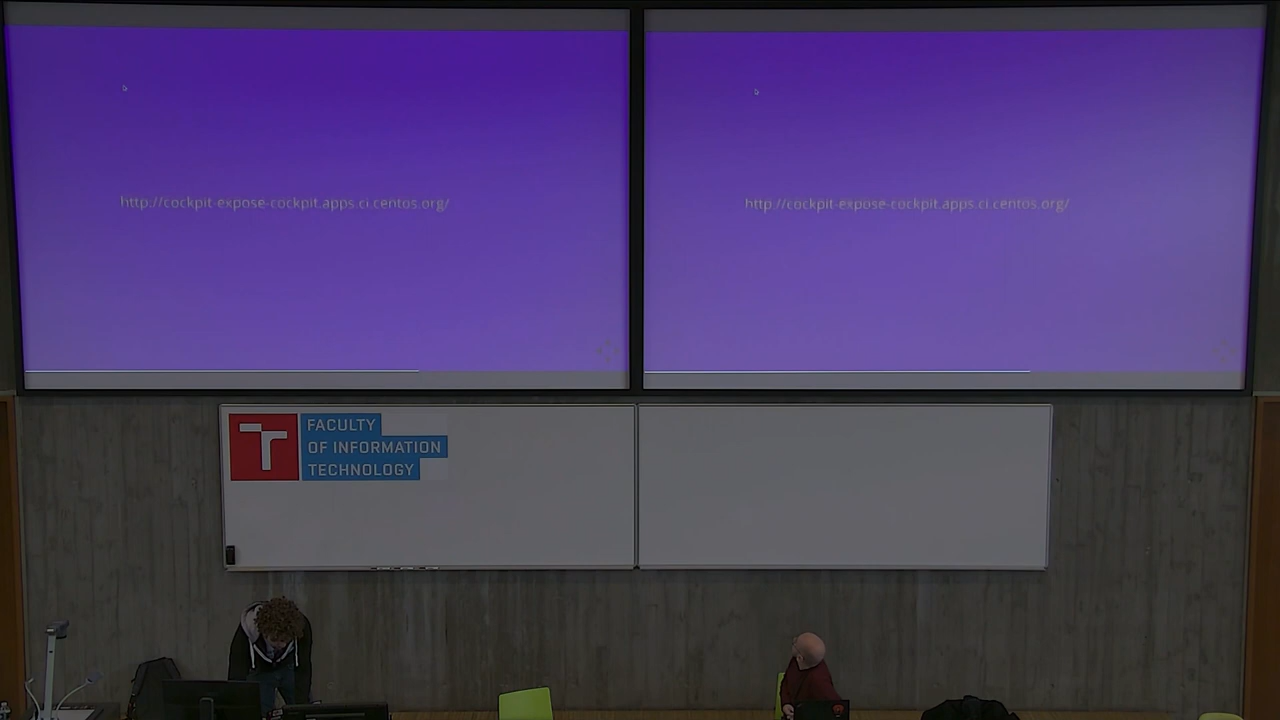 http://cockpit-expose-cockpit.apps.ci.centos.org/
http://cockpit-expose-cockpit.apps.ci.centos.org/
FACULTY
OF INFORMATION
TECHNOLOGY